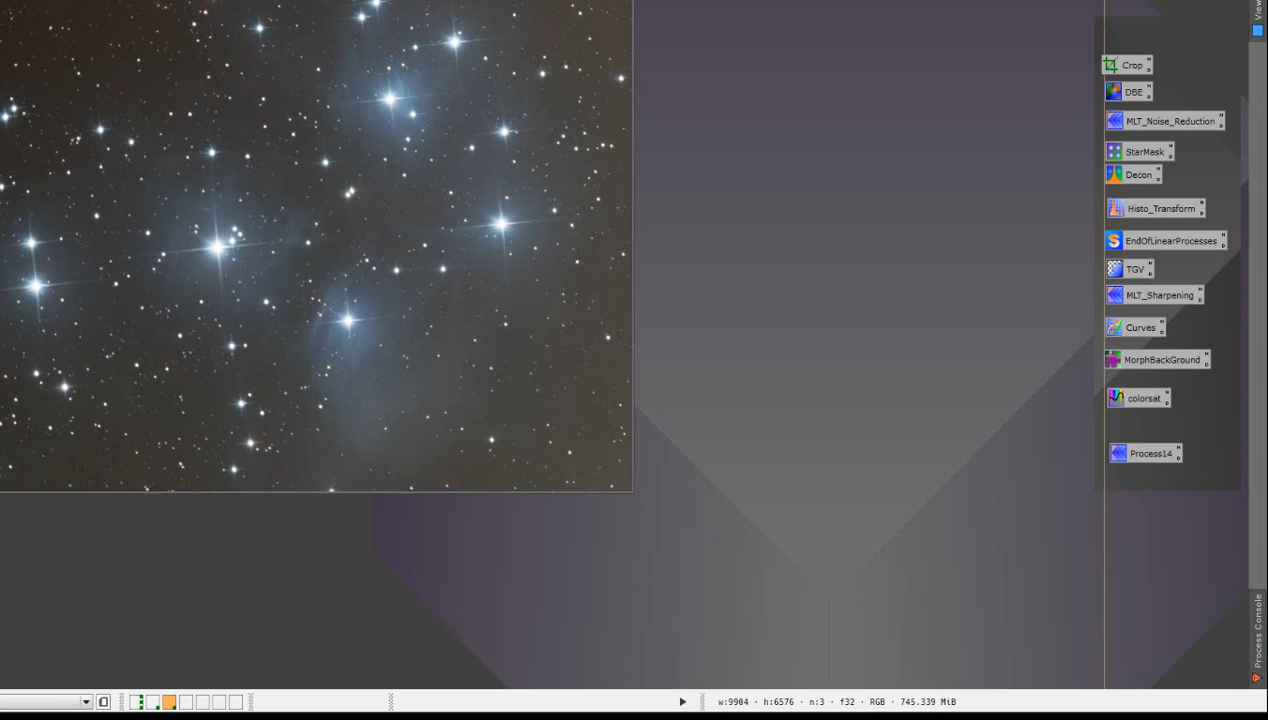 View
Crop N D
DBE N D
MLT_Noise_Reduction N D
StarMask N D
Decon N D
Histo_Transform N D
S EndOfLinearProcesses N D
TGV N D
MLT_Sharpening N D
Curves N D
MorphBackGround N D
colorsat N D
Process14 N D
Process Console
w:9904 · h:6576 · n:3 · f32 · RGB · 745.339 MiB